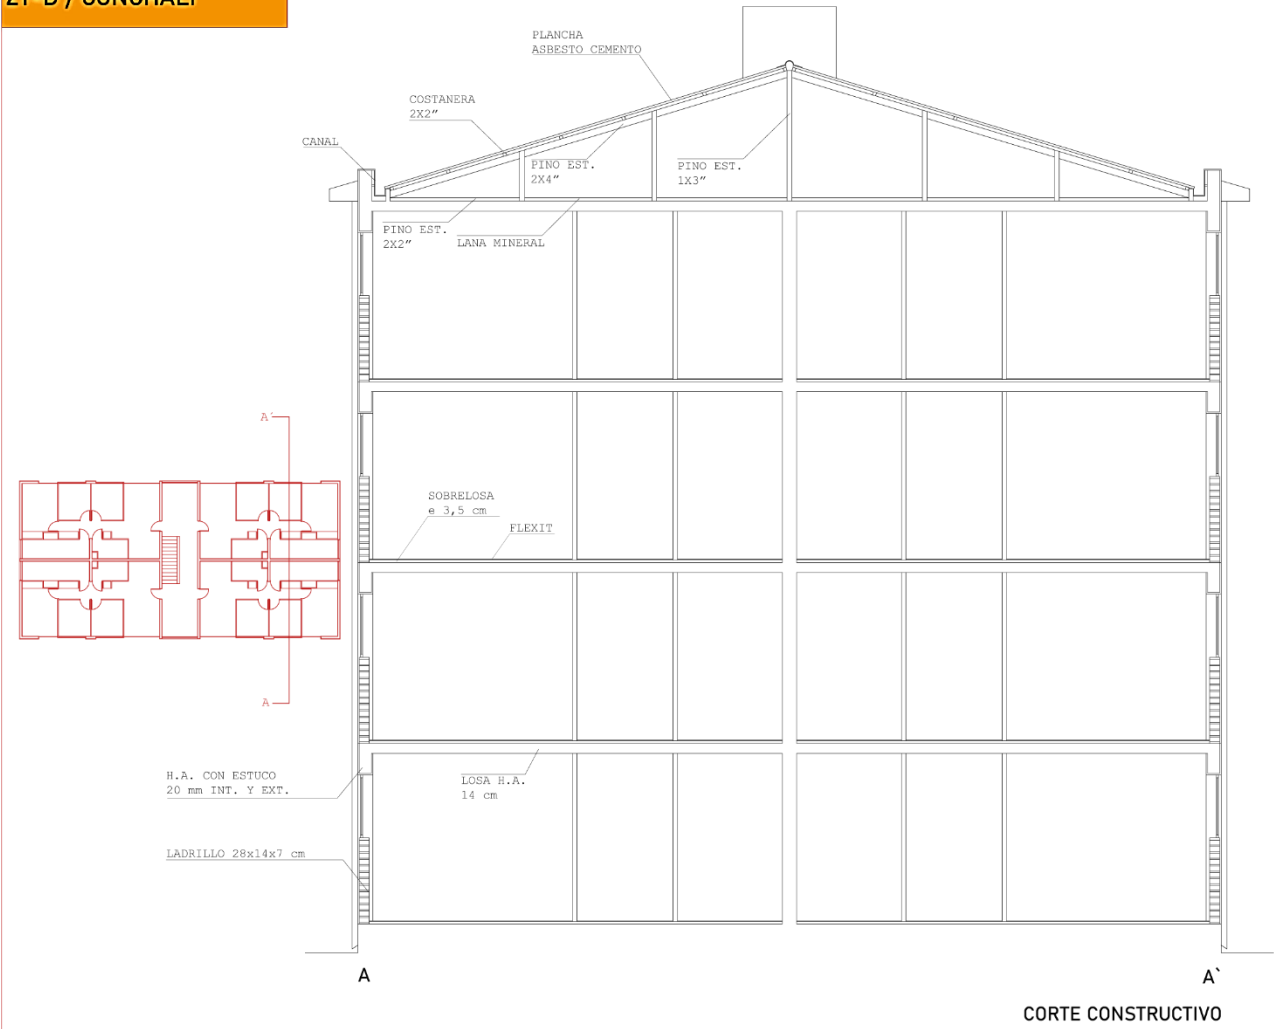 PLANCHA
ASBESTO CEMENTO
COSTANERA
2X2"
CANAL
PINO EST.
2X4"
PINO EST.
1X3"
PINO EST.
2X2"
LANA MINERAL
A´
SOBRELOSA
e 3,5 cm
FLEXIT
A
H.A. CON ESTUCO
20 mm INT. Y EXT.
LOSA H.A.
14 cm
LADRILLO 28x14x7 cm
A
A`
CORTE CONSTRUCTIVO